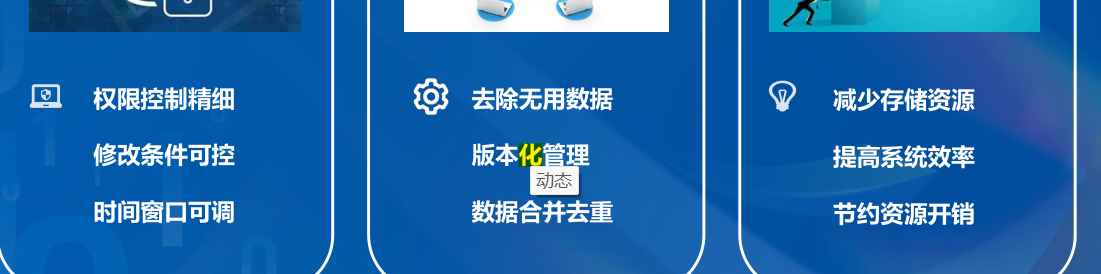 权限控制精细
修改条件可控
时间窗口可调
去除无用数据
版本化管理
动态
数据合并去重
减少存储资源
提高系统效率
节约资源开销